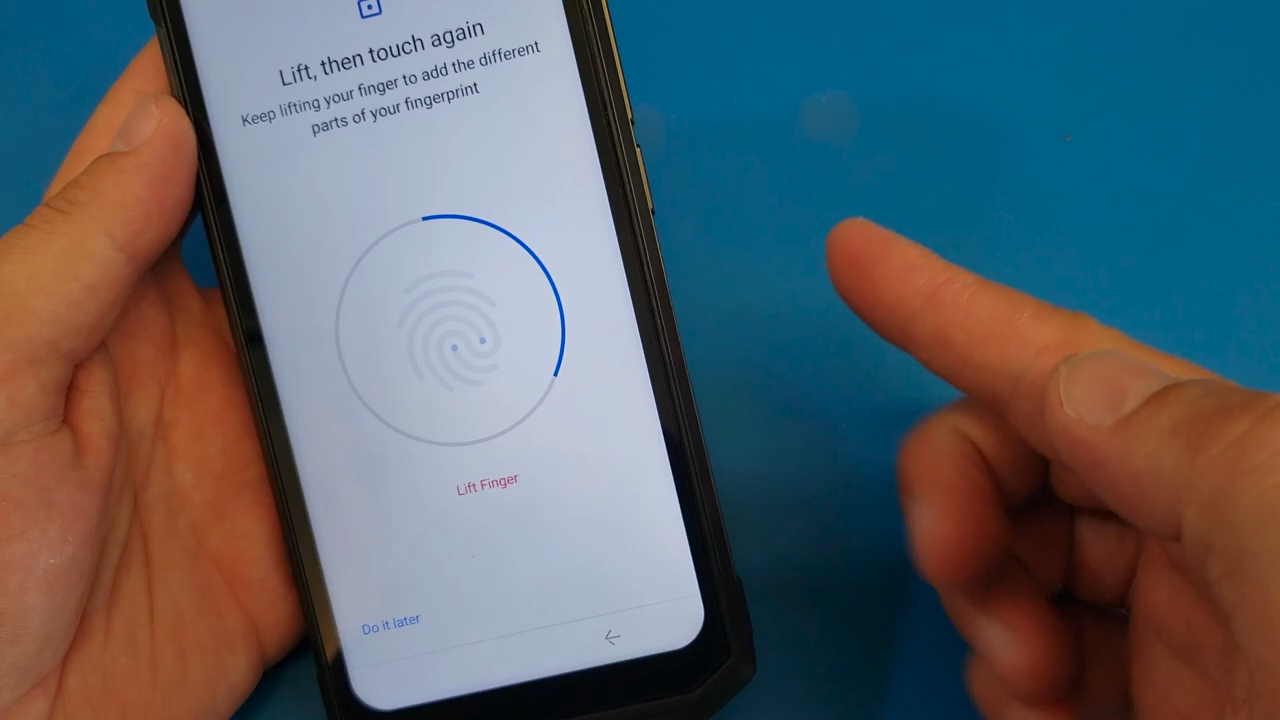 Lift, then touch again
Keep lifting your finger to add the different
parts of your fingerprint
Lift Finger
Do it later